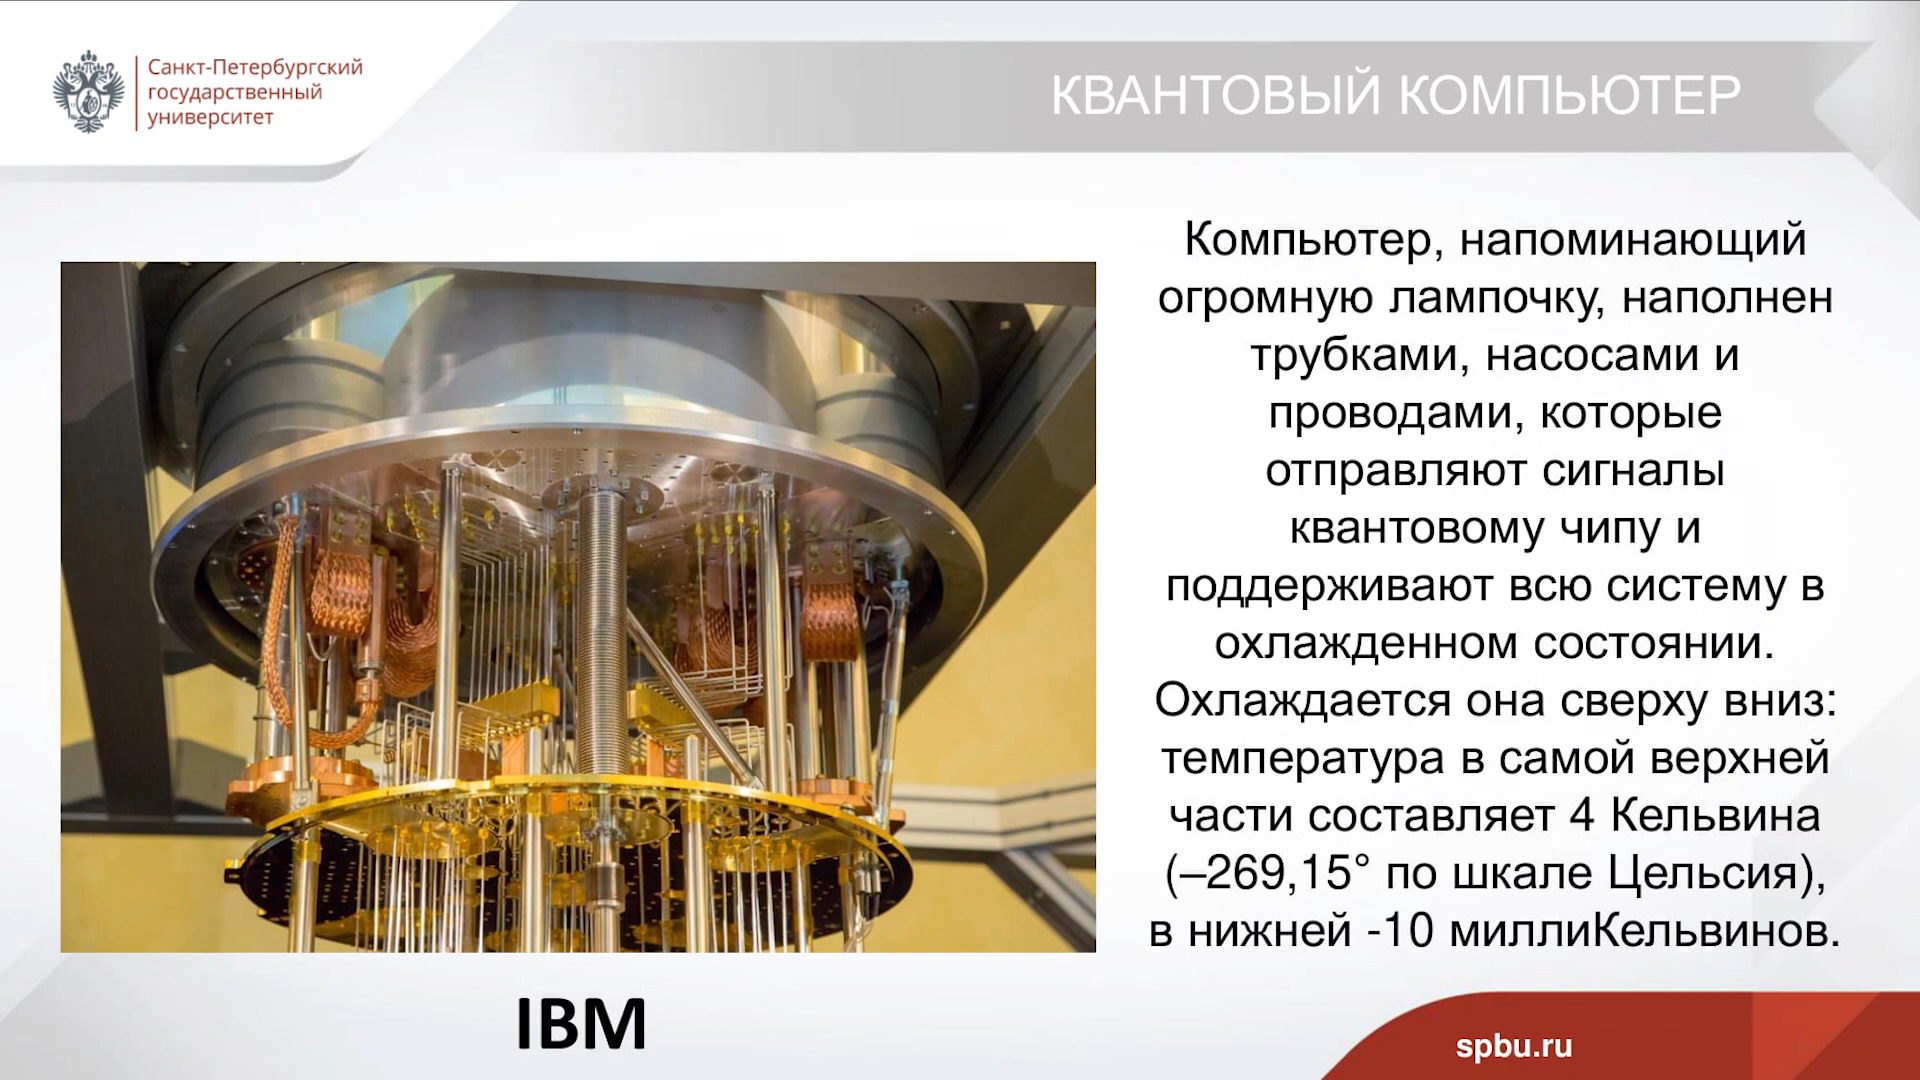 Санкт-Петербургский
государственный
университет
КВАНТОВЫЙ КОМПЬЮТЕР
Компьютер, напоминающий
огромную лампочку, наполнен
трубками, насосами и
проводами, которые
отправляют сигналы
квантовому чипу и
поддерживают всю систему в
охлажденном состоянии.
Охлаждается она сверху вниз:
температура в самой верхней
части составляет 4 Кельвина
(–269,15° по шкале Цельсия),
в нижней -10 миллиКельвинов.
IBM
spbu.ru